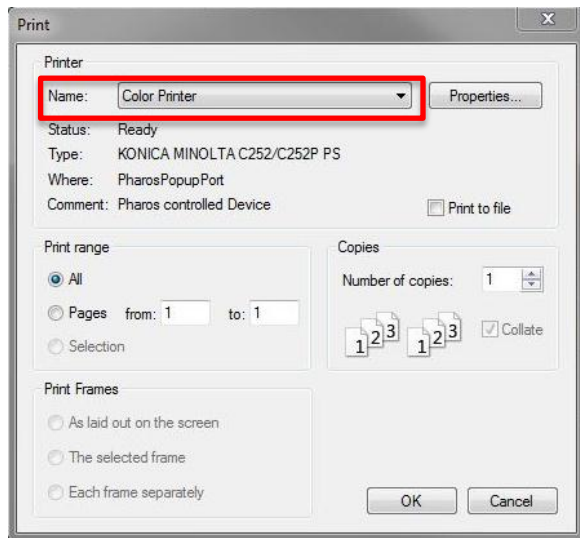 Print
Printer
Name: Color Printer Properties...
Status: Ready
Type: KONICA MINOLTA C252/C252P PS
Where: PharosPopupPort
Comment: Pharos controlled Device Print to file
Print range
All
Pages from: 1 to: 1
Selection
Copies
Number of copies: 1
1 2 3 1 2 3 Collate
Print Frames
As laid out on the screen
The selected frame
Each frame separately
OK Cancel